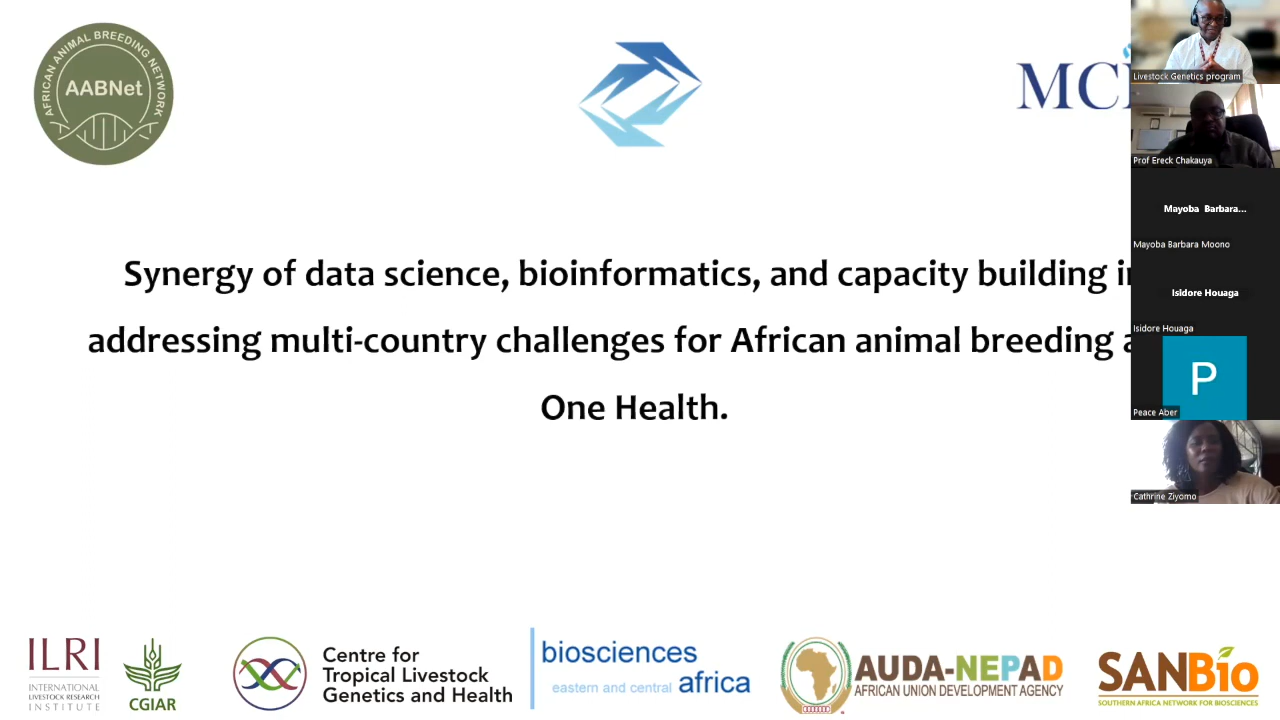 AFRICAN ANIMAL BREEDING NETWORK
AABNet
Synergy of data science, bioinformatics, and capacity building
addressing multi-country challenges for African animal breeding
One Health.
ILRI
INTERNATIONAL
LIVESTOCK RESEARCH
INSTITUTE
CGIAR
Centre for
Tropical Livestock
Genetics and Health
biosciences
eastern and central africa
AUDA-NEPAD
AFRICAN UNION DEVELOPMENT AGENCY
SANBio
SOUTHERN AFRICA NETWORK FOR BIOSCIENCES
Livestock Genetics program
Prof Ereck Chakauya
Mayoba Barbara...
Mayoba Barbara Moono
Isidore Houaga
Isidore Houaga
P
Peace Aber
Cathrine Ziyomo